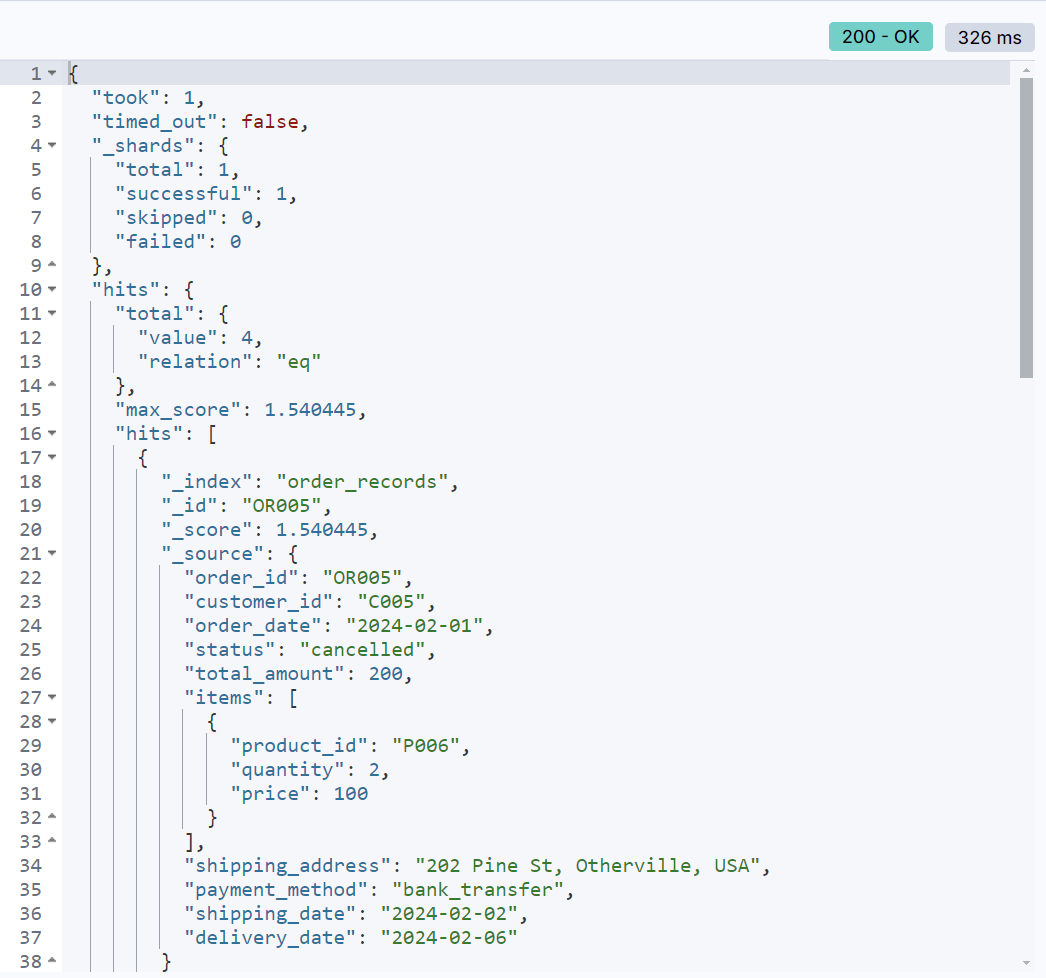 200 - OK 326 ms
1 {
2 "took": 1,
3 "timed_out": false,
4 "_shards": {
5 "total": 1,
6 "successful": 1,
7 "skipped": 0,
8 "failed": 0
9 },
10 "hits": {
11 "total": {
12 "value": 4,
13 "relation": "eq"
14 },
15 "max_score": 1.540445,
16 "hits": [
17 {
18 "_index": "order_records",
19 "_id": "OR005",
20 "_score": 1.540445,
21 "_source": {
22 "order_id": "OR005",
23 "customer_id": "C005",
24 "order_date": "2024-02-01",
25 "status": "cancelled",
26 "total_amount": 200,
27 "items": [
28 {
29 "product_id": "P006",
30 "quantity": 2,
31 "price": 100
32 }
33 ],
34 "shipping_address": "202 Pine St, Otherville, USA",
35 "payment_method": "bank_transfer",
36 "shipping_date": "2024-02-02",
37 "delivery_date": "2024-02-06"
38 }